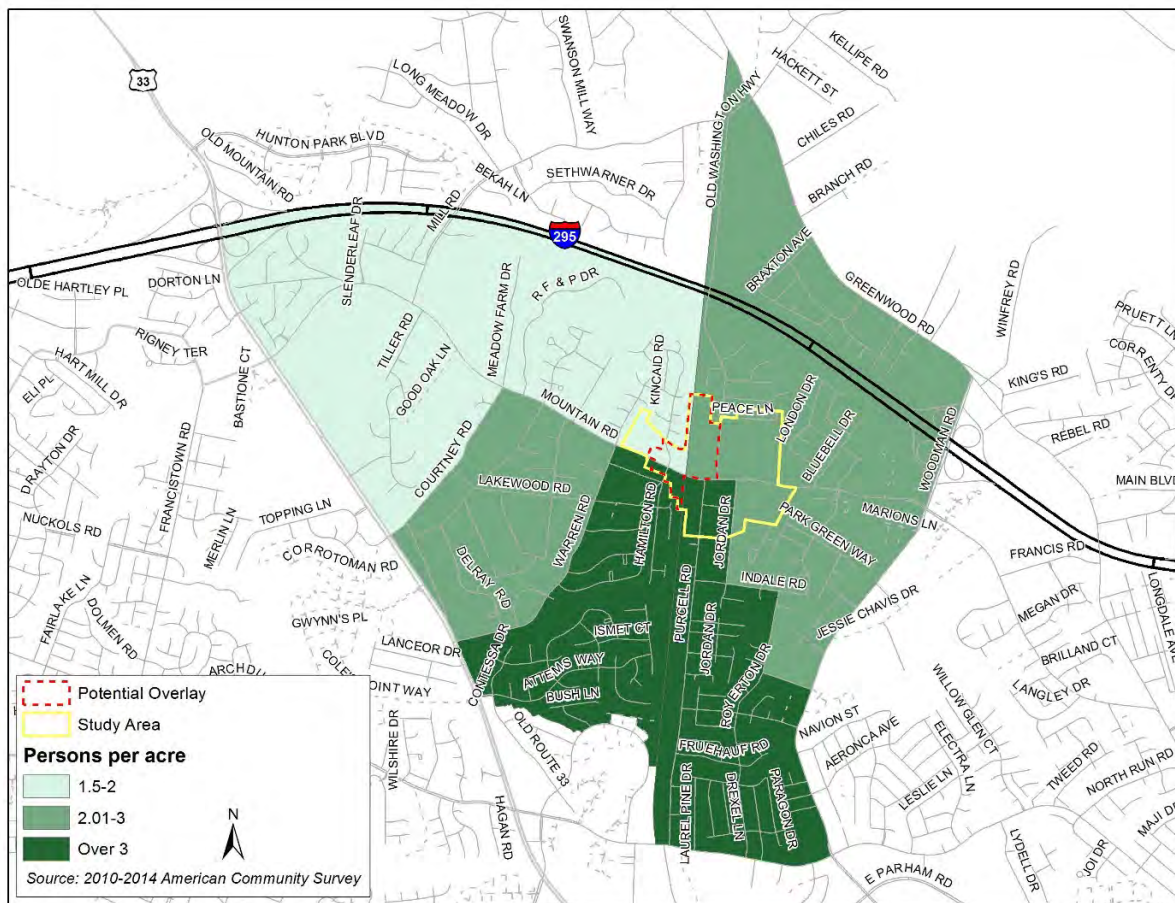 33
KELLIPE RD
HACKETT ST
SWANSON MILL WAY
OLD WASHINGTON HWY
LONG MEADOW DR
CHILES RD
HUNTON PARK BLVD
OLD MOUNTAIN RD
BEKAH LN
SETHWARNER DR
BRANCH RD
MILL RD
SLENDERLEAF DR
295
BRAXTON AVE
GREENWOOD RD
WINFREY RD
DORTON LN
OLDE HARTLEY PL
R F & P DR
MEADOW FARM DR
TILLER RD
GOOD OAK LN
RIGNEY TER
HART MILL DR
ELI PL
BASTIONE CT
KINCAID RD
PEACE LN
LONDON DR
BLUEBELL DR
PRUETT LN
CORRENTY DR
KING'S RD
REBEL RD
WOODMAN RD
MOUNTAIN RD
DRAYTON DR
FRANCISTOWN RD
COURTNEY RD
LAKEWOOD RD
WARREN RD
HAMILTON RD
JORDAN DR
PARK GREEN WAY
MARIONS LN
MAIN BLVD
NUCKOLS RD
MERLIN LN
TOPPING LN
CORROTOMAN RD
FRANCIS RD
DELRAY RD
INDALE RD
JESSIE CHAVIS DR
MEGAN DR
LONGDALE AVE
FAIRLAKE LN
DOLMEN RD
GWYNN'S PL
LANCEOR DR
CONTESSA DR
ISMET CT
PURCELL RD
JORDAN DR
ATTEMS WAY
BUSH LN
ROYERTON DR
BRILLAND CT
LANGLEY DR
WILLOW GLEN CT
OLD ROUTE 33
WILSHIRE DR
NAVION ST
AERONCA AVE
ELECTRA LN
LESLIE LN
FRUEHAUF RD
TWEED RD
NORTH RUN RD
MAJI DR
LAUREL PINE DR
DREXEL LN
PARAGON DR
HAGAN RD
E PARHAM RD
LYDELL DR
JOI DR
Potential Overlay
Study Area
Persons per acre
1.5-2
2.01-3
Over 3
N
Source: 2010-2014 American Community Survey